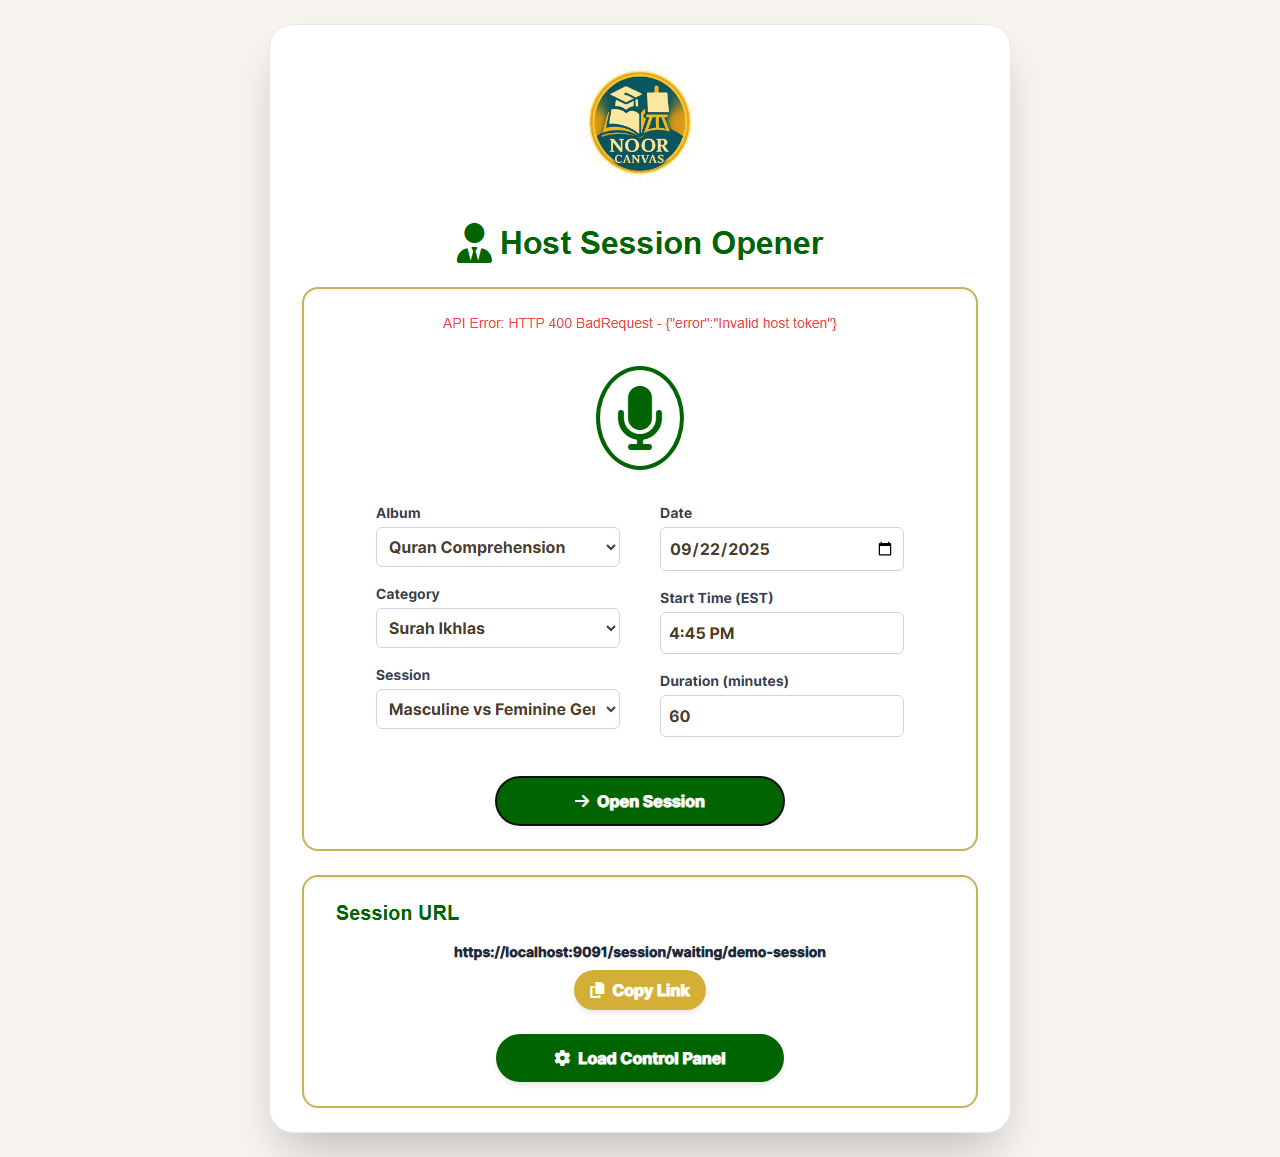 NOOR
CANVAS
Host Session Opener
API Error: HTTP 400 BadRequest - {"error":"Invalid host token"}
Album
Quran Comprehension
Category
Surah Ikhlas
Session
Masculine vs Feminine Ger
Date
09/22/2025
Start Time (EST)
4:45 PM
Duration (minutes)
60
Open Session
Session URL
https://localhost:9091/session/waiting/demo-session
Copy Link
Load Control Panel